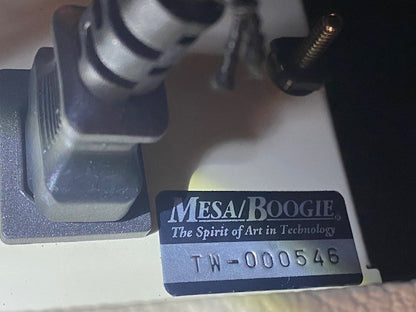 MESA/BOOGIE®
The Spirit of Art in Technology
TW-000546